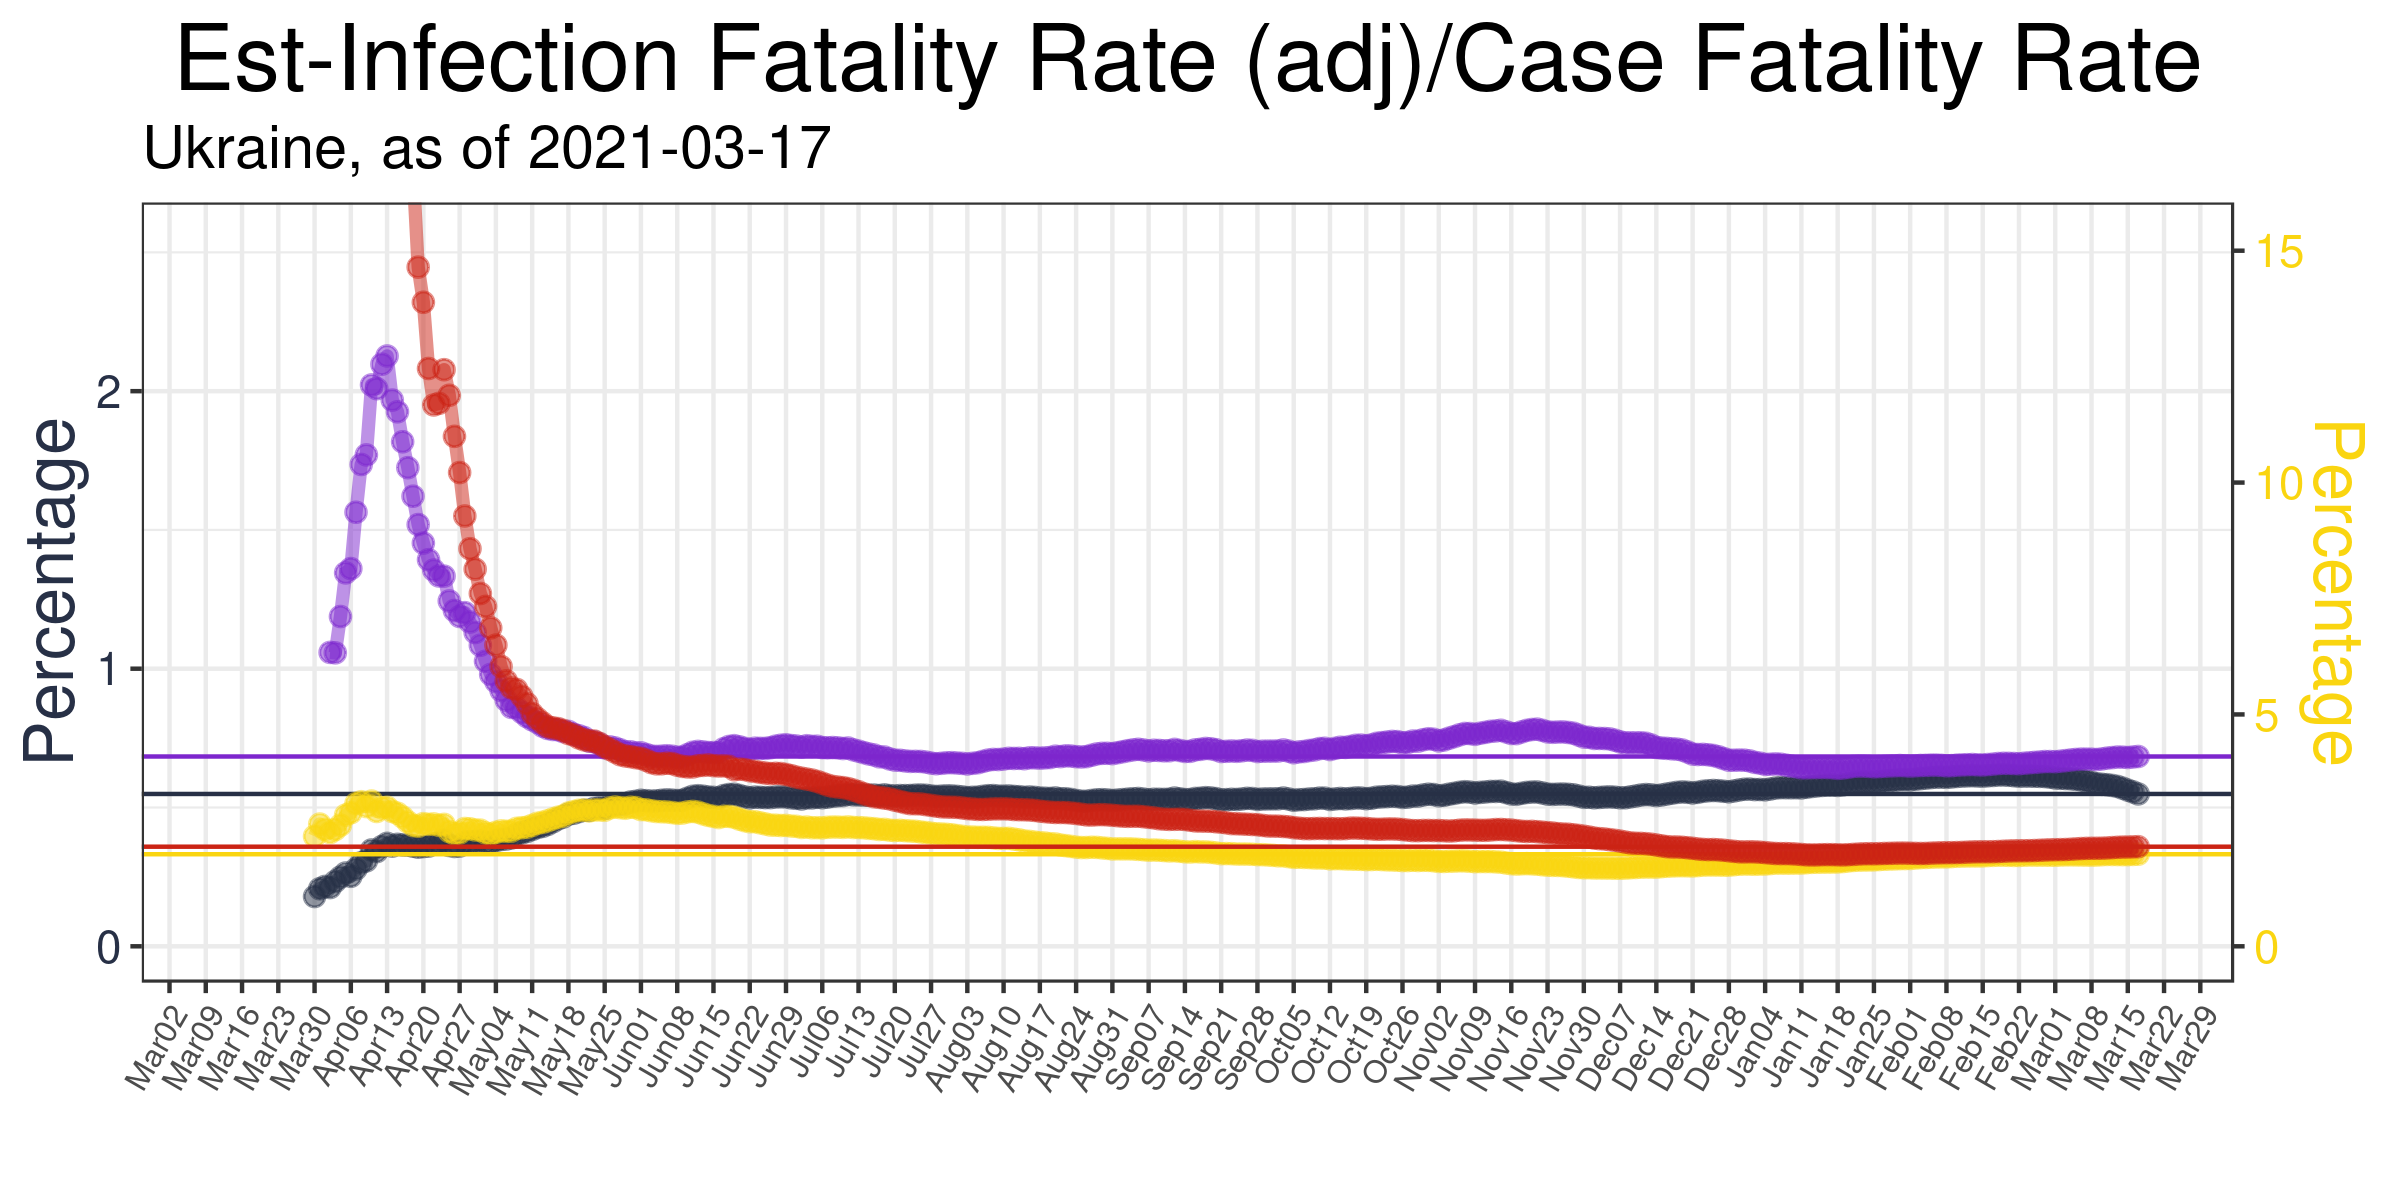 Est-Infection Fatality Rate (adj)/Case Fatality Rate
Ukraine, as of 2021-03-17
Percentage
2
1
0
15
10
5
0
Percentage
Mar02
Mar09
Mar16
Mar23
Mar30
Apr06
Apr13
Apr20
Apr27
May04
May11
May18
May25
Jun01
Jun08
Jun15
Jun22
Jun29
Jul06
Jul13
Jul20
Jul27
Aug03
Aug10
Aug17
Aug24
Aug31
Sep07
Sep14
Sep21
Sep28
Oct05
Oct12
Oct19
Oct26
Nov02
Nov09
Nov16
Nov23
Nov30
Dec07
Dec14
Dec21
Dec28
Jan04
Jan11
Jan18
Jan25
Feb01
Feb08
Feb15
Feb22
Mar01
Mar08
Mar15
Mar22
Mar29